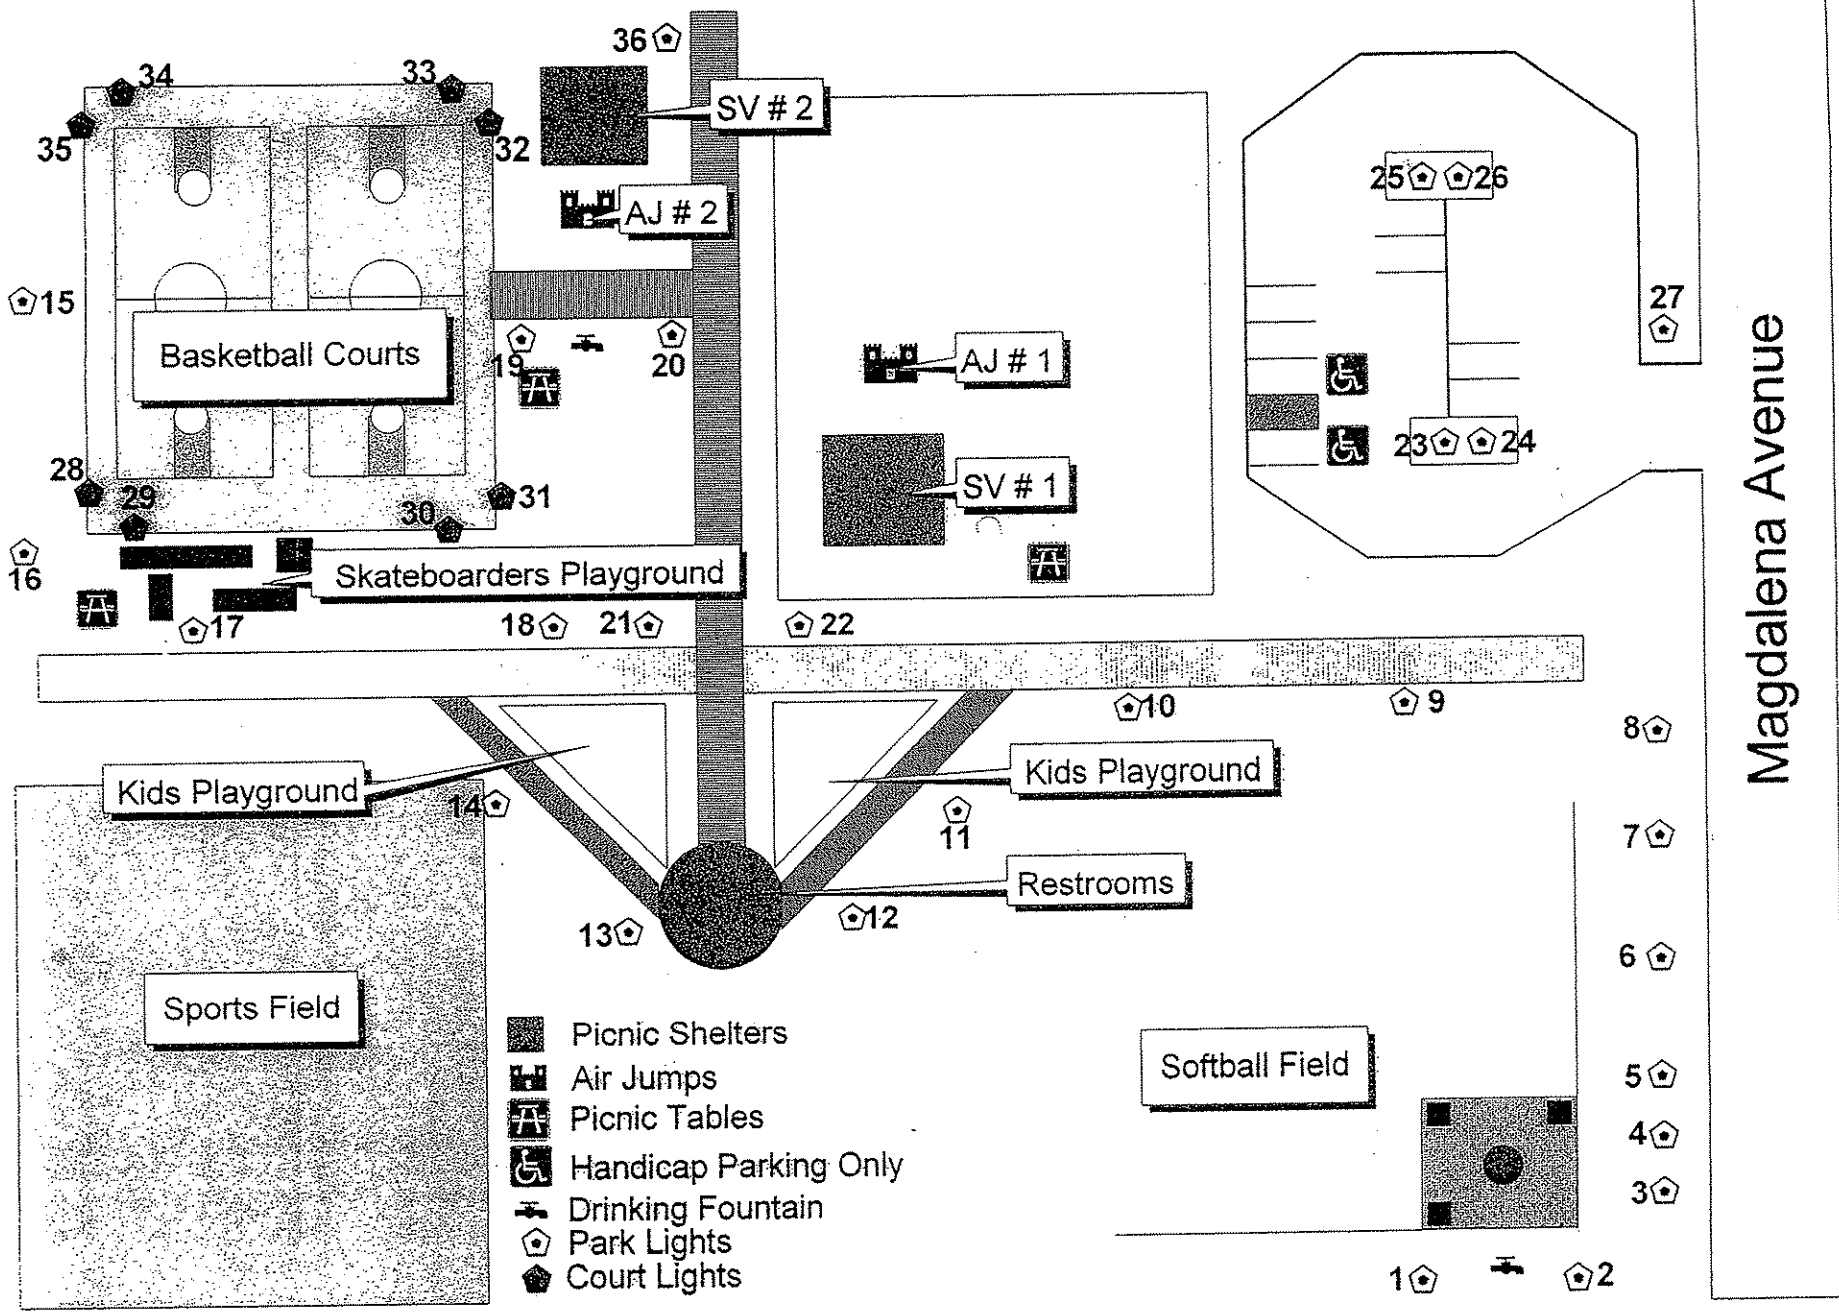 36
34
33
SV # 2
35
32
25
26
AJ # 2
15
27
Basketball Courts
19
20
AJ # 1
23
24
28
29
30
31
SV # 1
16
Skateboarders Playground
17
18
21
22
10
9
8
Kids Playground
14
Kids Playground
11
7
Restrooms
13
12
6
Sports Field
Softball Field
5
4
3
1
2
Picnic Shelters
Air Jumps
Picnic Tables
Handicap Parking Only
Drinking Fountain
Park Lights
Court Lights
Magdalena Avenue